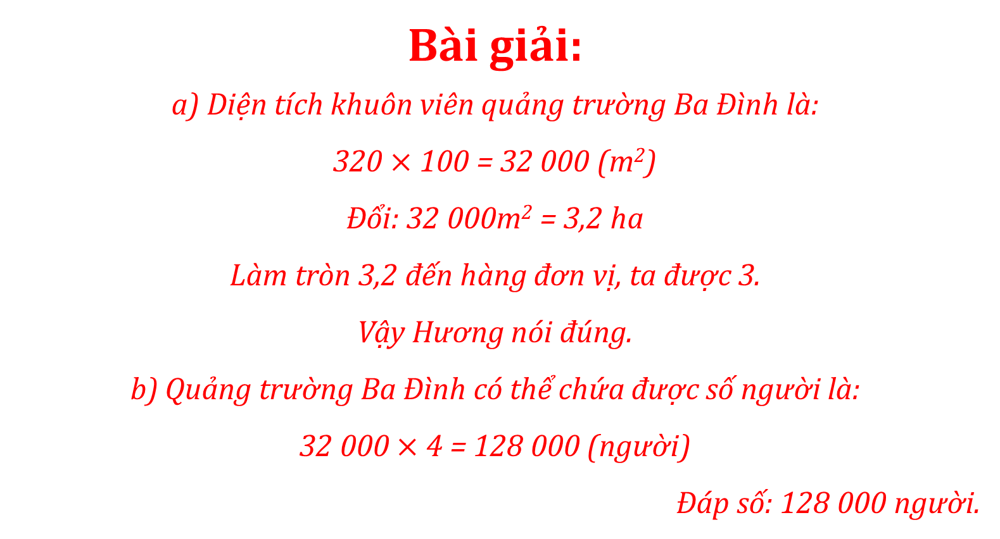 Bài giải:
a) Diện tích khuôn viên quảng trường Ba Đình là:
320 × 100 = 32 000 (m²)
Đổi: 32 000m² = 3,2 ha
Làm tròn 3,2 đến hàng đơn vị, ta được 3.
Vậy Hương nói đúng.
b) Quảng trường Ba Đình có thể chứa được số người là:
32 000 × 4 = 128 000 (người)
Đáp số: 128 000 người.